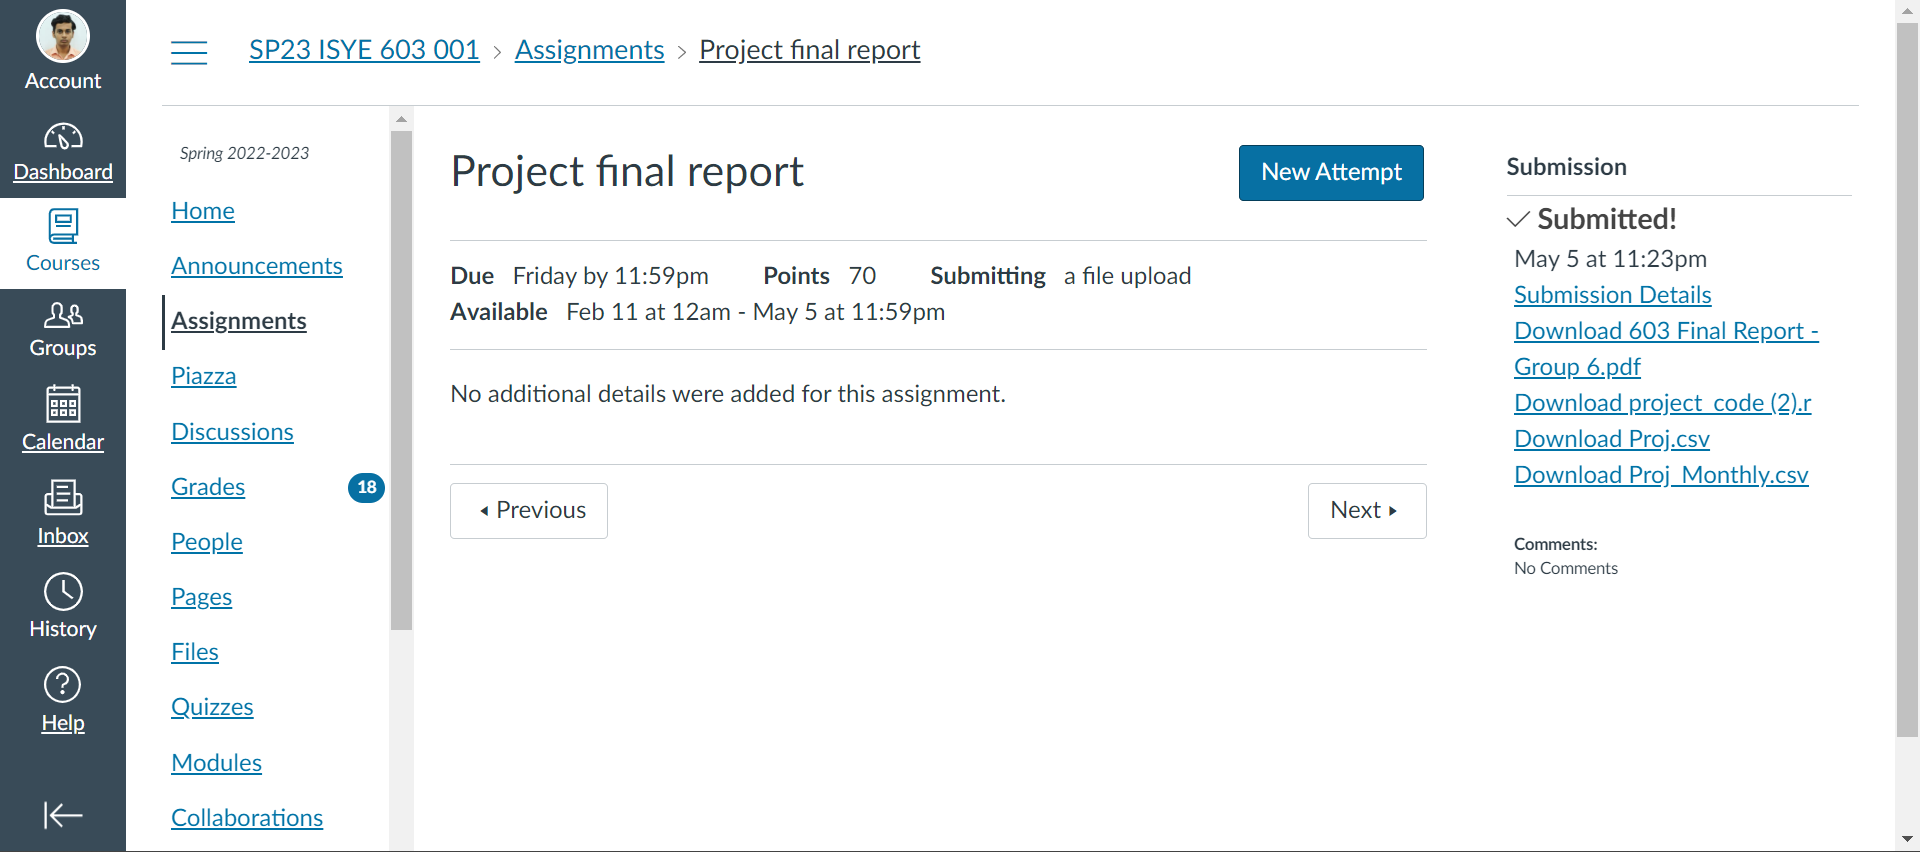 Account
Dashboard
Courses
Groups
Calendar
Inbox
History
Help
SP23 ISYE 603 001 › Assignments › Project final report
Spring 2022-2023
Home
Announcements
Assignments
Piazza
Discussions
Grades 18
People
Pages
Files
Quizzes
Modules
Collaborations
Project final report
New Attempt
Due Friday by 11:59pm Points 70 Submitting a file upload
Available Feb 11 at 12am - May 5 at 11:59pm
No additional details were added for this assignment.
Previous
Next
Submission
Submitted!
May 5 at 11:23pm
Submission Details
Download 603 Final Report -
Group 6.pdf
Download project_code (2).r
Download Proj.csv
Download Proj_Monthly.csv
Comments:
No Comments